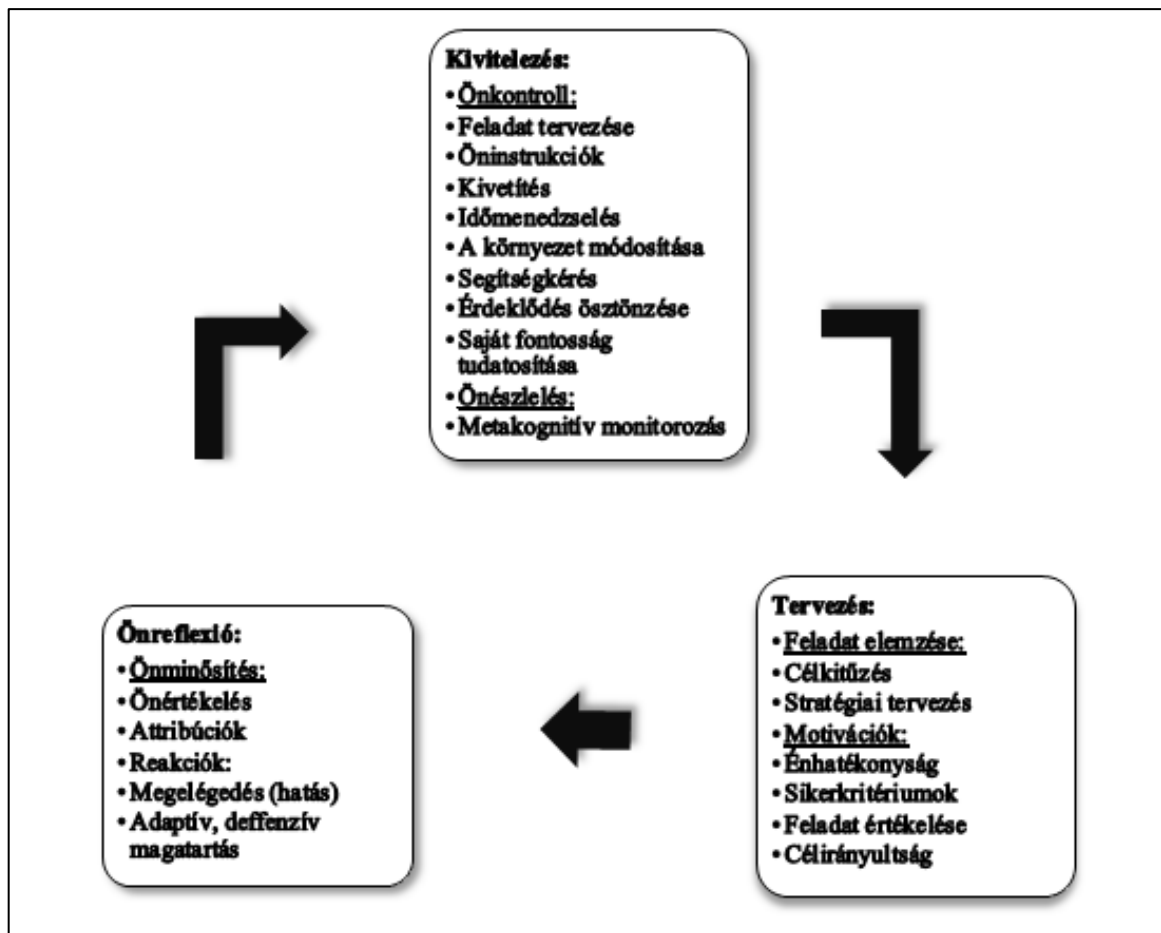 Kivitelezés:
• Önkontroll:
• Feladat tervezése
• Öninstrukciók
• Kivetítés
• Időmenedzselés
• A környezet módosítása
• Segítségkérés
• Érdeklődés ösztönzése
• Saját fontosság
tudatosítása
• Önészlelés:
• Metakognitív monitorozás
Önreflexió:
• Önminősítés:
• Önértékelés
• Attribúciók
• Reakciók:
• Megelégedés (hatás)
• Adaptív, deffenzív
magatartás
Tervezés:
• Feladat elemzése:
• Célkitűzés
• Stratégiai tervezés
• Motivációk:
• Énhatékonyság
• Sikerkritériumok
• Feladat értékelése
• Célirányultság